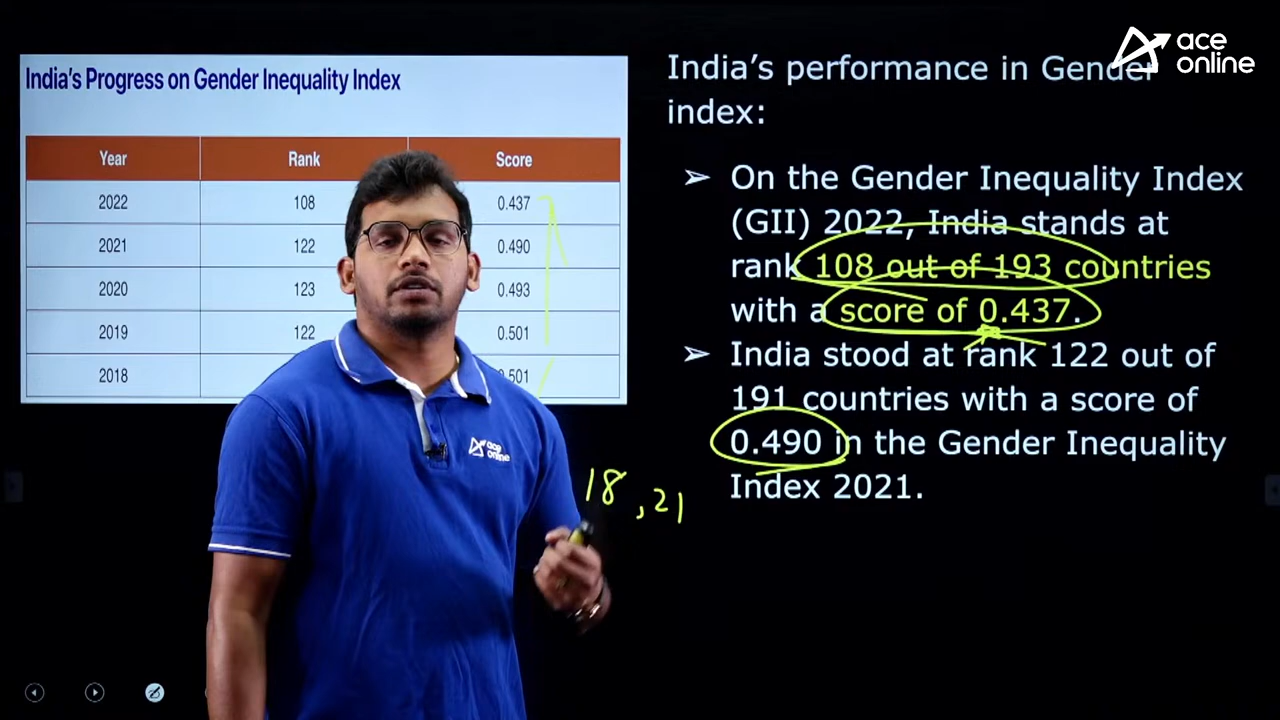 India's Progress on Gender Inequality Index
Year Rank Score
2022 108 0.437
2021 122 0.490
2020 123 0.493
2019 122 0.501
2018 0.501
ace
online
India's performance in Gender
index:
➢ On the Gender Inequality Index
(GII) 2022, India stands at
rank 108 out of 193 countries
with a score of 0.437.
➢ India stood at rank 122 out of
191 countries with a score of
0.490 in the Gender Inequality
Index 2021.
18, 21
ace
online